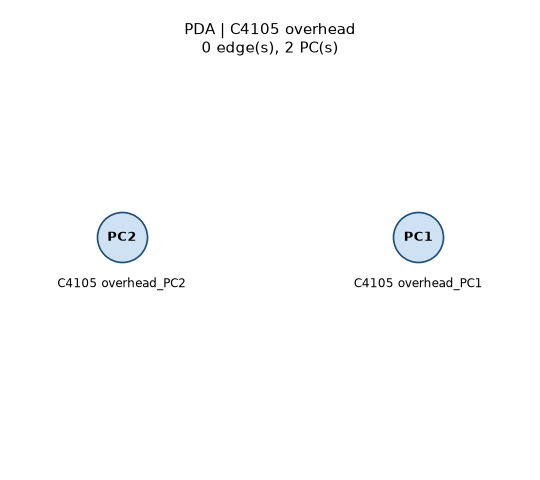 PDA | C4105 overhead
0 edge(s), 2 PC(s)
PC2
PC1
C4105 overhead_PC2
C4105 overhead_PC1